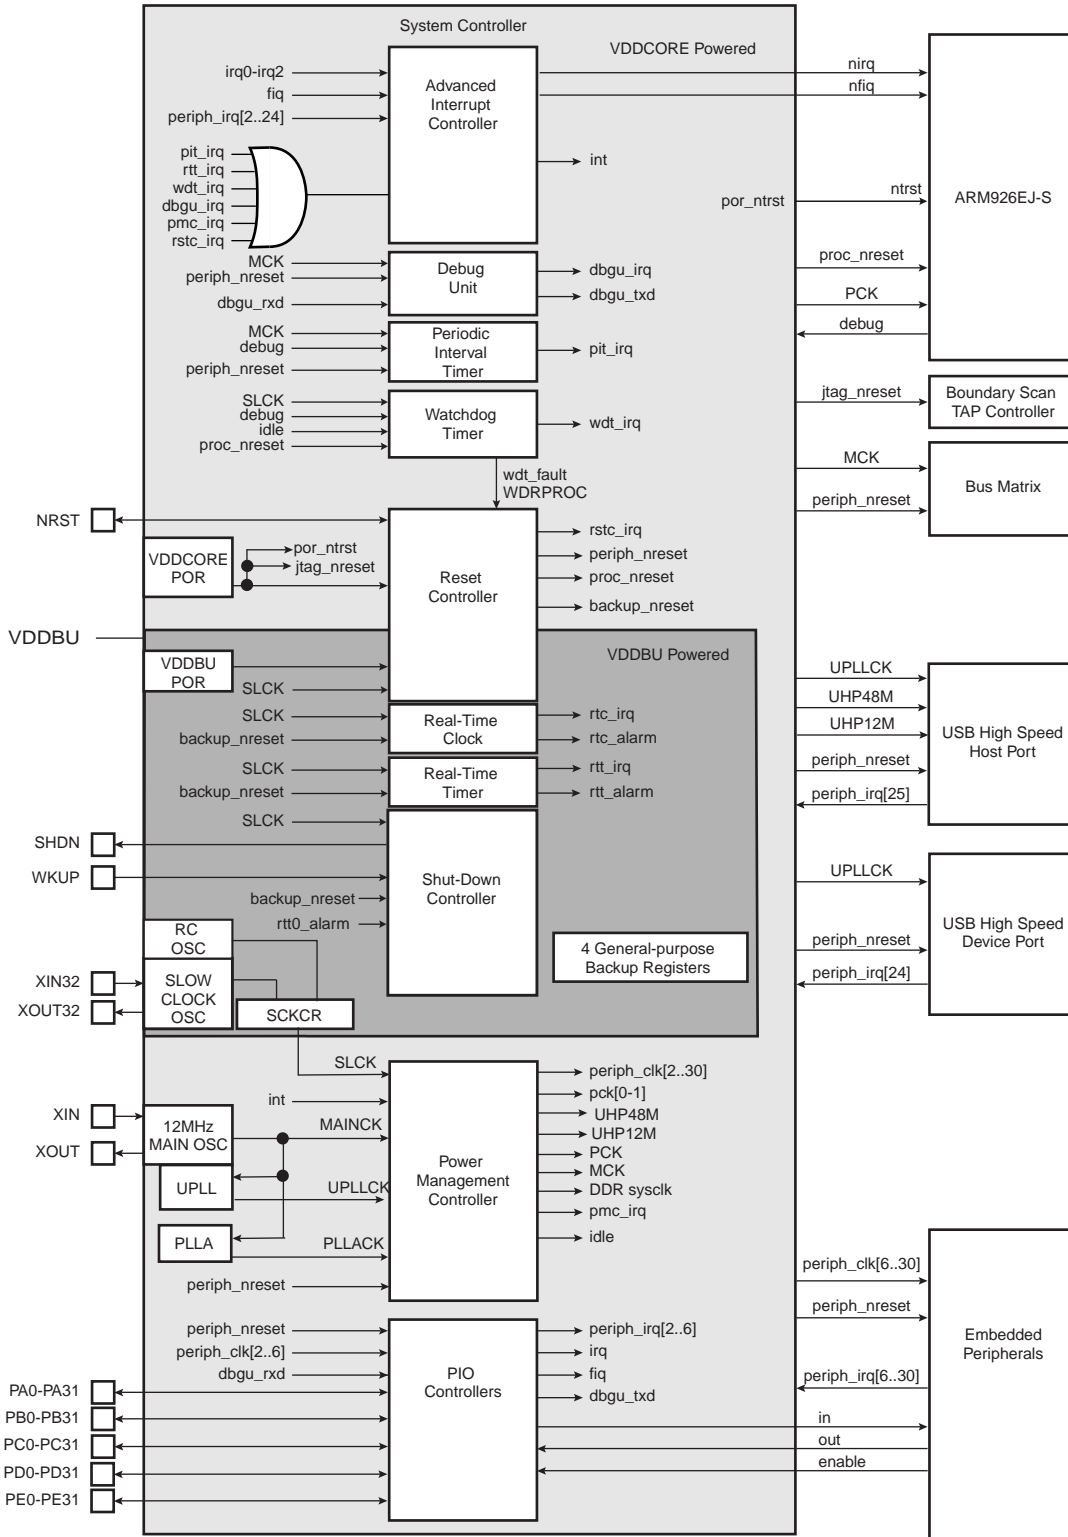 System Controller
VDDCORE Powered
irq0-irq2
fiq
periph_irq[2..24]
Advanced
Interrupt
Controller
nirq
nfiq
int
pit_irq
rtt_irq
wdt_irq
dbgu_irq
pmc_irq
rstc_irq
por_ntrst
ntrst
ARM926EJ-S
MCK
periph_nreset
dbgu_rxd
Debug
Unit
dbgu_irq
dbgu_txd
proc_nreset
PCK
debug
MCK
debug
periph_nreset
Periodic
Interval
Timer
pit_irq
SLCK
debug
idle
proc_nreset
Watchdog
Timer
wdt_irq
jtag_nreset
Boundary Scan
TAP Controller
wdt_fault
WDRPROC
MCK
periph_nreset
Bus Matrix
NRST
VDDCORE
POR
por_ntrst
jtag_nreset
Reset
Controller
rstc_irq
periph_nreset
proc_nreset
backup_nreset
VDDBU
VDDBU Powered
VDDBU
POR
SLCK
SLCK
backup_nreset
Real-Time
Clock
rtc_irq
rtc_alarm
SLCK
backup_nreset
Real-Time
Timer
rtt_irq
rtt_alarm
UPLLCK
UHP48M
UHP12M
periph_nreset
periph_irq[25]
USB High Speed
Host Port
SLCK
SHDN
WKUP
backup_nreset
rtt0_alarm
Shut-Down
Controller
4 General-purpose
Backup Registers
UPLLCK
periph_nreset
periph_irq[24]
USB High Speed
Device Port
RC
OSC
XIN32
XOUT32
SLOW
CLOCK
OSC
SCKCR
SLCK
int
XIN
XOUT
12MHz
MAIN OSC
MAINCK
UPLL
UPLLCK
PLLA
PLLACK
periph_nreset
Power
Management
Controller
periph_clk[2..30]
pck[0-1]
UHP48M
UHP12M
PCK
MCK
DDR sysclk
pmc_irq
idle
periph_nreset
periph_clk[2..6]
dbgu_rxd
PA0-PA31
PB0-PB31
PC0-PC31
PD0-PD31
PE0-PE31
PIO
Controllers
periph_irq[2..6]
irq
fiq
dbgu_txd
periph_clk[6..30]
periph_nreset
periph_irq[6..30]
in
out
enable
Embedded
Peripherals